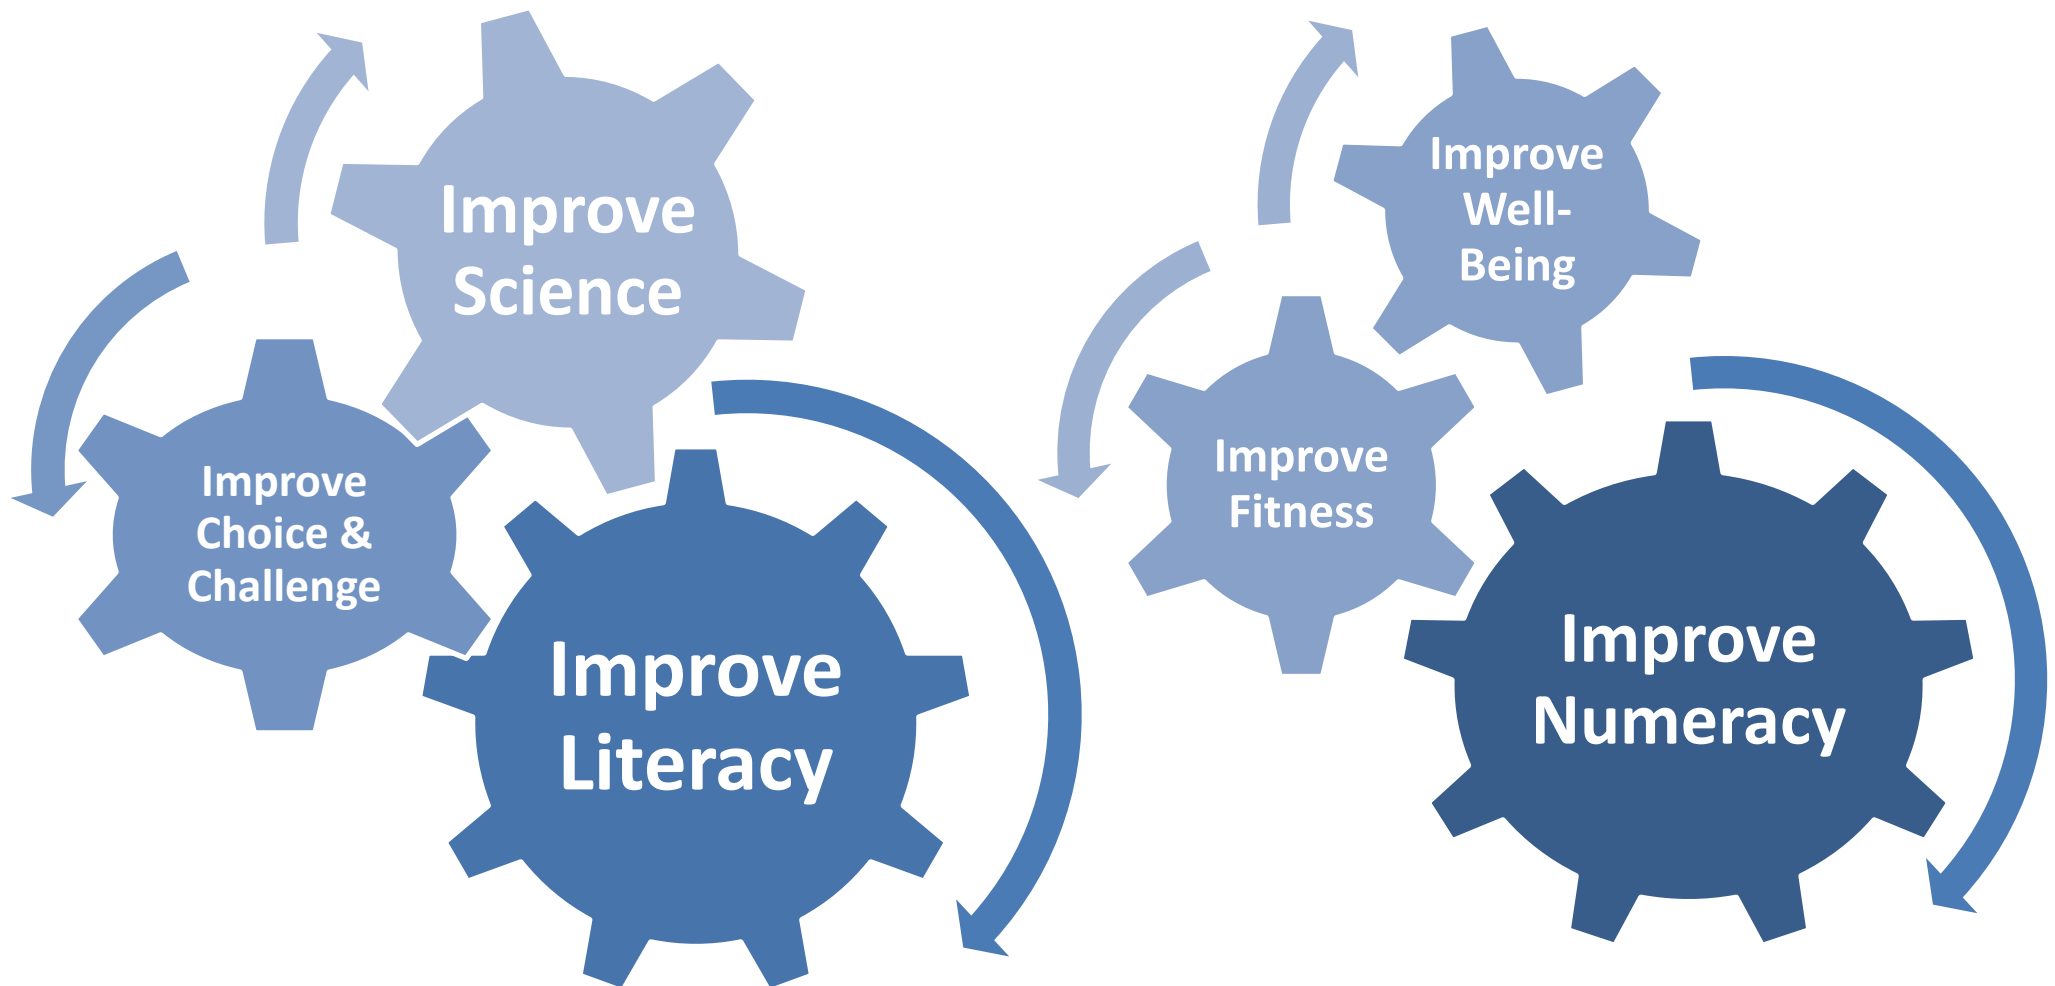 Improve
Science
Improve
Choice &
Challenge
Improve
Literacy
Improve
Well-
Being
Improve
Fitness
Improve
Numeracy